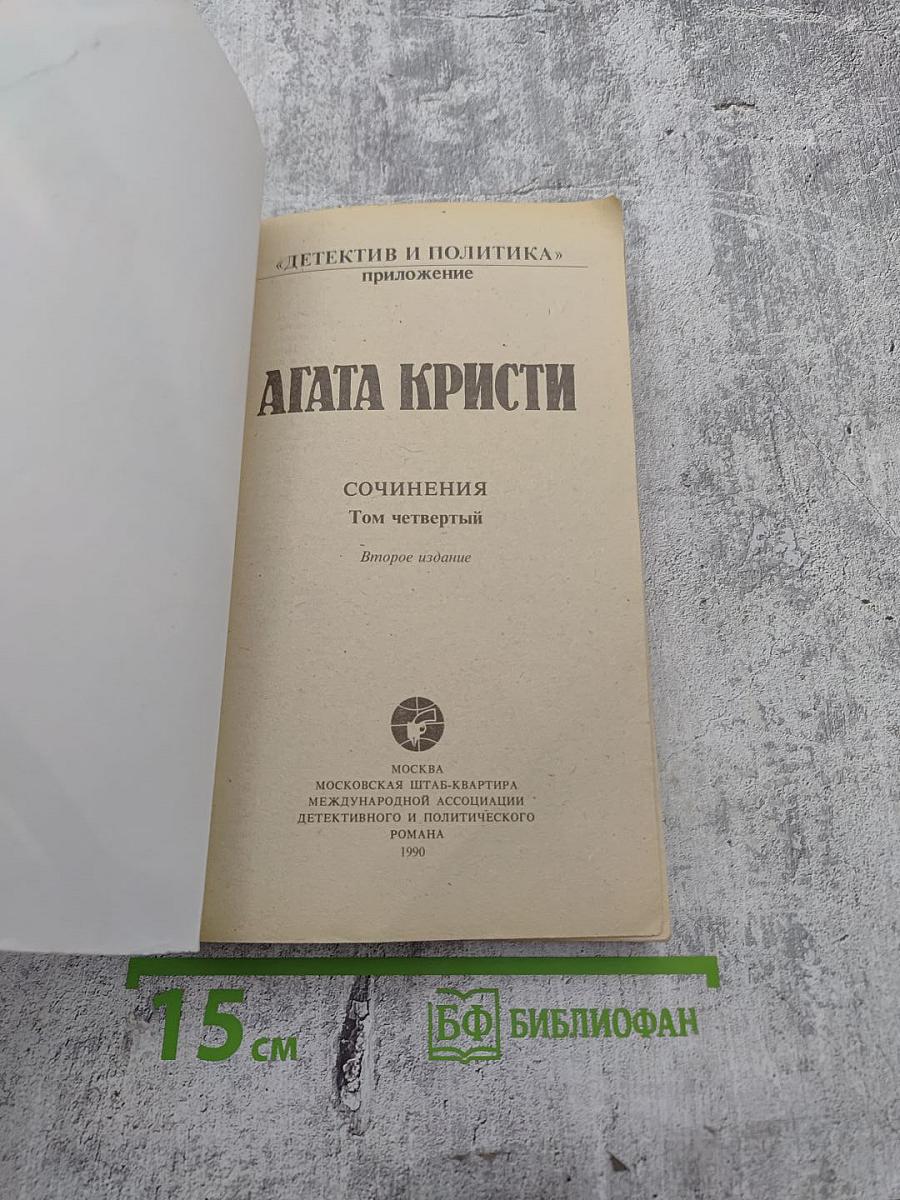 «ДЕТЕКТИВ И ПОЛИТИКА»
приложение
АГАТА КРИСТИ
СОЧИНЕНИЯ
Том четвертый
Второе издание
МОСКВА
МОСКОВСКАЯ ШТАБ-КВАРТИРА
МЕЖДУНАРОДНОЙ АССОЦИАЦИИ
ДЕТЕКТИВНОГО И ПОЛИТИЧЕСКОГО
РОМАНА
1990
15 см
БФ БИБЛИОФАН